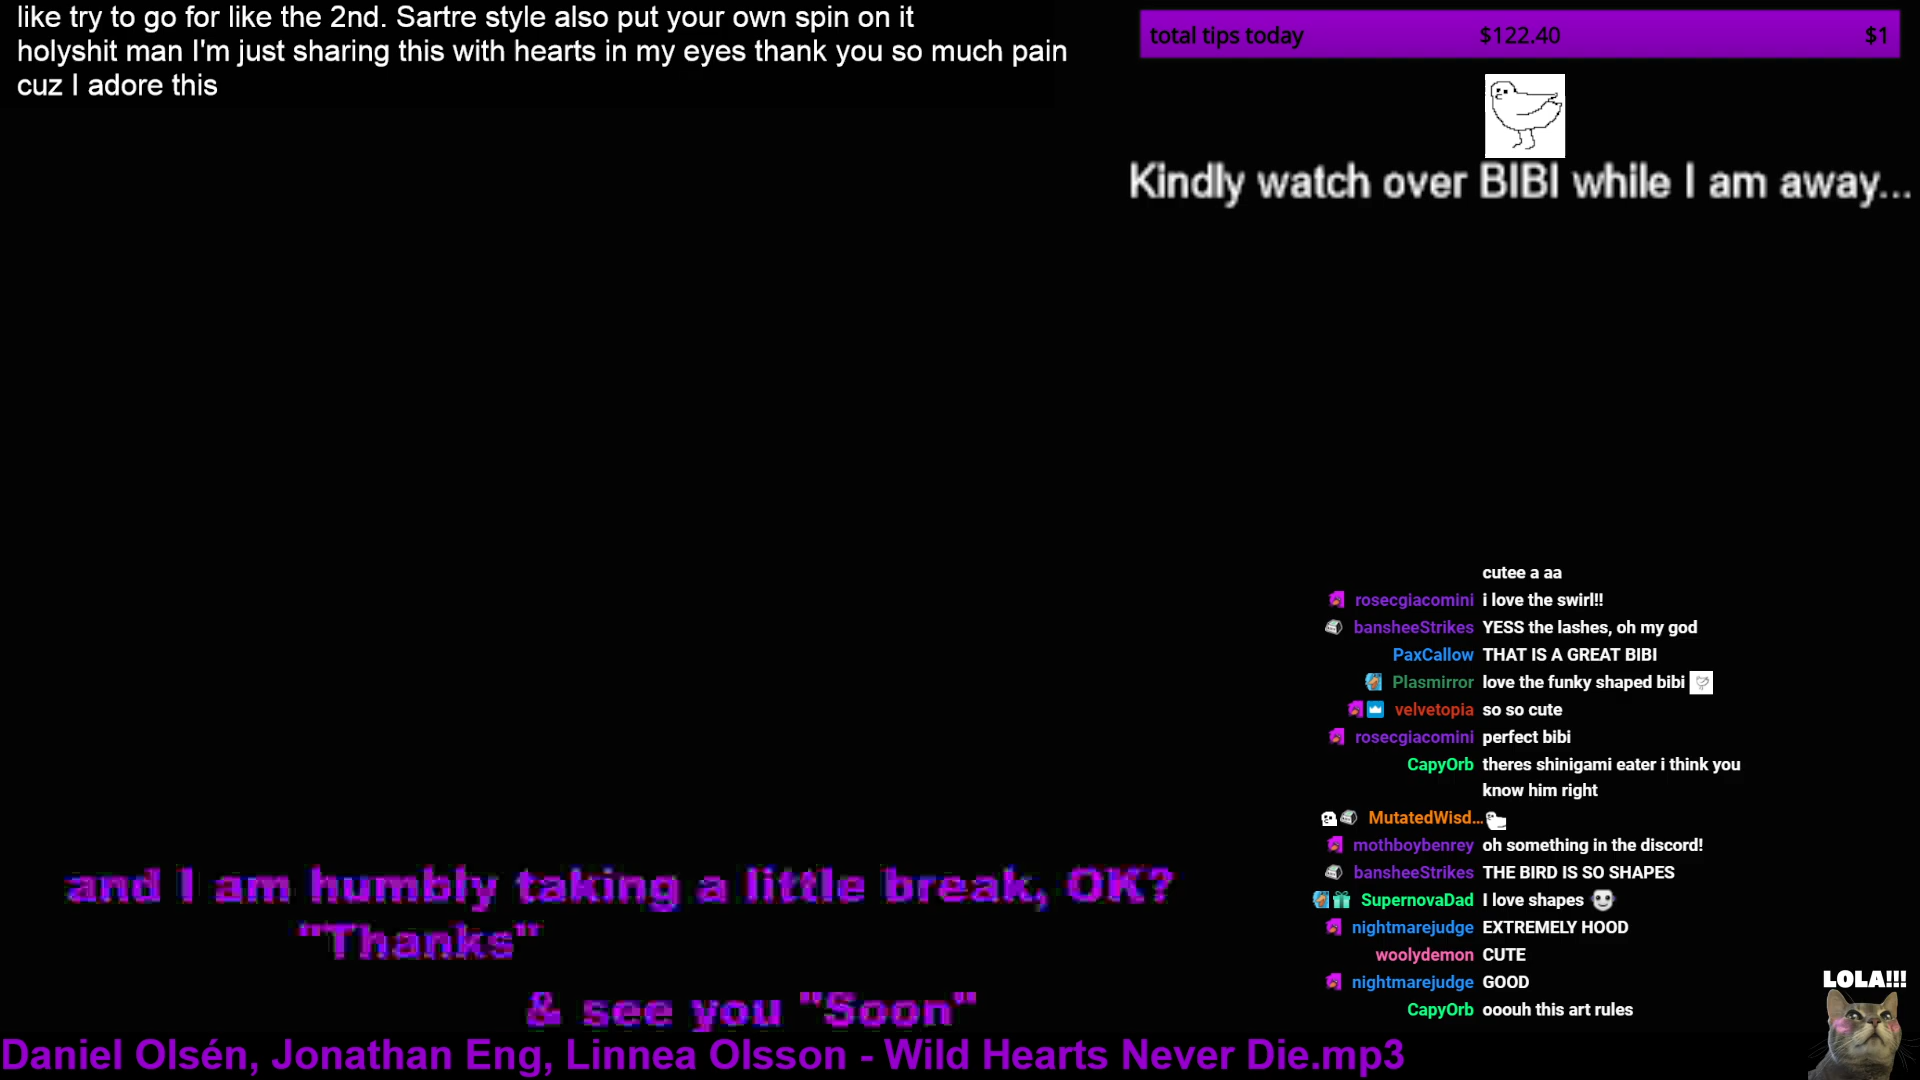 like try to go for like the 2nd. Sartre style also put your own spin on it
holyshit man I'm just sharing this with hearts in my eyes thank you so much pain
cuz I adore this
total tips today $122.40 $1
Kindly watch over BIBI while I am away...
cutee a aa
rosecgiacomini i love the swirl!!
bansheeStrikes YESS the lashes, oh my god
PaxCallow THAT IS A GREAT BIBI
Plasmirror love the funky shaped bibi
velvetopia so so cute
rosecgiacomini perfect bibi
CapyOrb theres shinigami eater i think you
know him right
MutatedWisd...
mothboybenrey oh something in the discord!
bansheeStrikes THE BIRD IS SO SHAPES
SupernovaDad I love shapes
nightmarejudge EXTREMELY HOOD
woolydemon CUTE
nightmarejudge GOOD
CapyOrb ooouh this art rules
and I am humbly taking a little break, OK?
"Thanks"
& see you "Soon"
LOLA!!!
Daniel Olsén, Jonathan Eng, Linnea Olsson - Wild Hearts Never Die.mp3